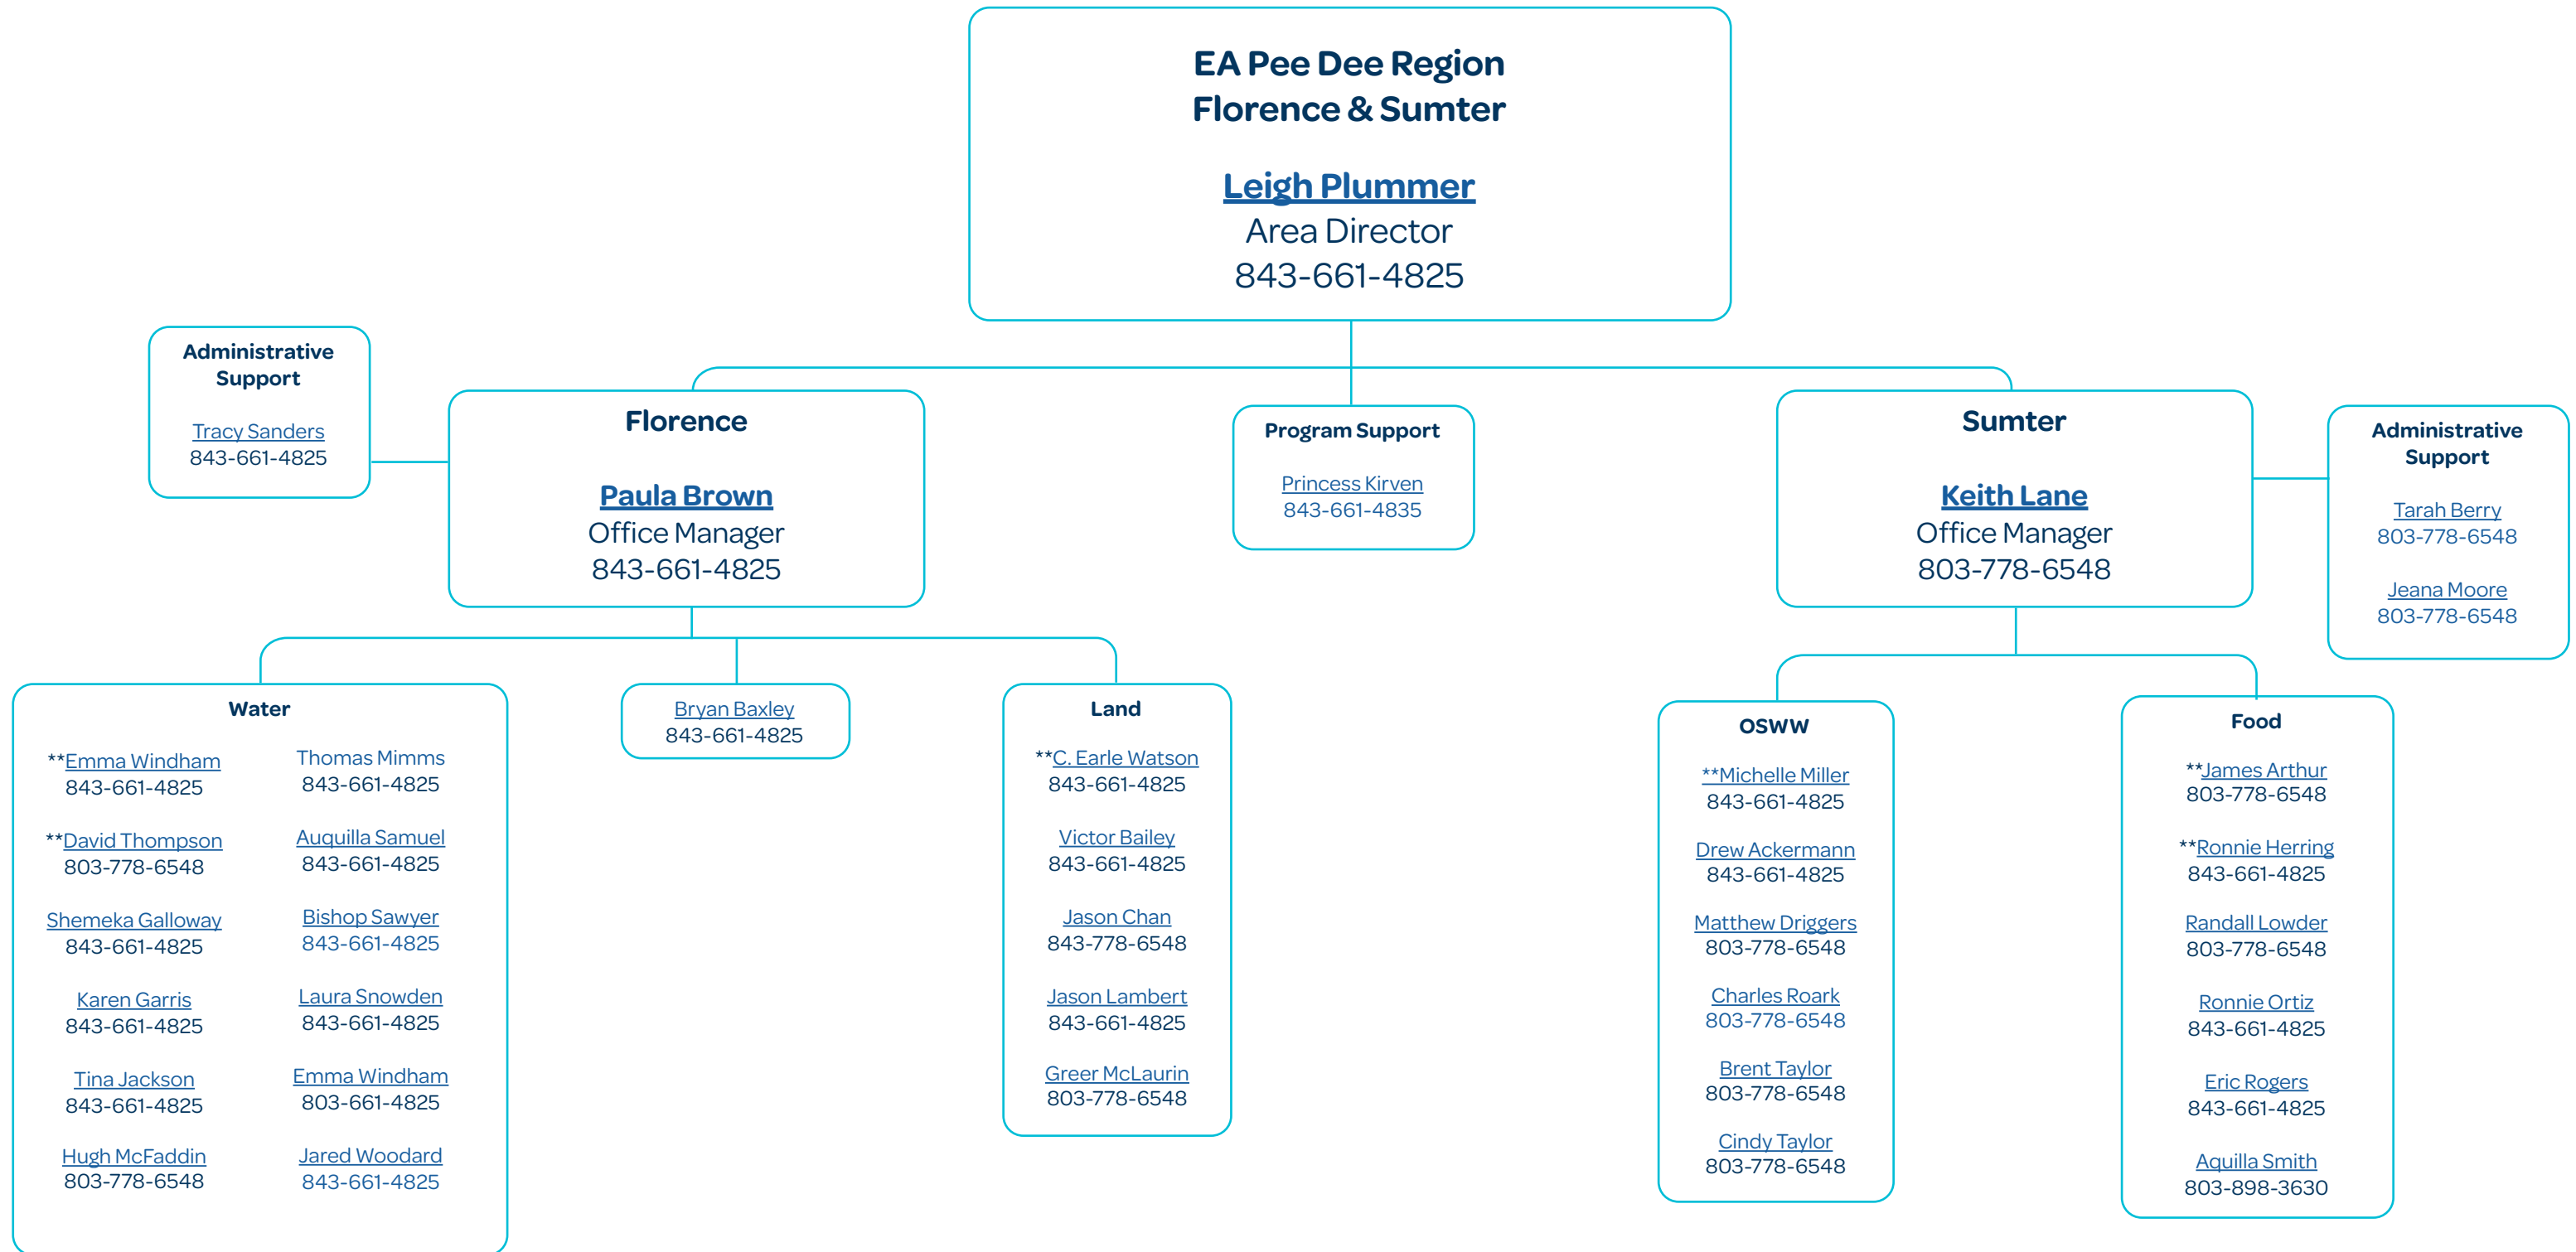 EA Pee Dee Region
Florence & Sumter
Leigh Plummer
Area Director
843-661-4825
Administrative
Support
Tracy Sanders
843-661-4825
Florence
Paula Brown
Office Manager
843-661-4825
Program Support
Princess Kirven
843-661-4835
Sumter
Keith Lane
Office Manager
803-778-6548
Administrative
Support
Tarah Berry
803-778-6548
Jeana Moore
803-778-6548
Water
**Emma Windham
843-661-4825
**David Thompson
803-778-6548
Shemeka Galloway
843-661-4825
Karen Garris
843-661-4825
Tina Jackson
843-661-4825
Hugh McFaddin
803-778-6548
Thomas Mimms
843-661-4825
Auquilla Samuel
843-661-4825
Bishop Sawyer
843-661-4825
Laura Snowden
843-661-4825
Emma Windham
803-661-4825
Jared Woodard
843-661-4825
Bryan Baxley
843-661-4825
Land
**C. Earle Watson
843-661-4825
Victor Bailey
843-661-4825
Jason Chan
843-778-6548
Jason Lambert
843-661-4825
Greer McLaurin
803-778-6548
OSWW
**Michelle Miller
843-661-4825
Drew Ackermann
843-661-4825
Matthew Driggers
803-778-6548
Charles Roark
803-778-6548
Brent Taylor
803-778-6548
Cindy Taylor
803-778-6548
Food
**James Arthur
803-778-6548
**Ronnie Herring
843-661-4825
Randall Lowder
803-778-6548
Ronnie Ortiz
843-661-4825
Eric Rogers
843-661-4825
Aquilla Smith
803-898-3630